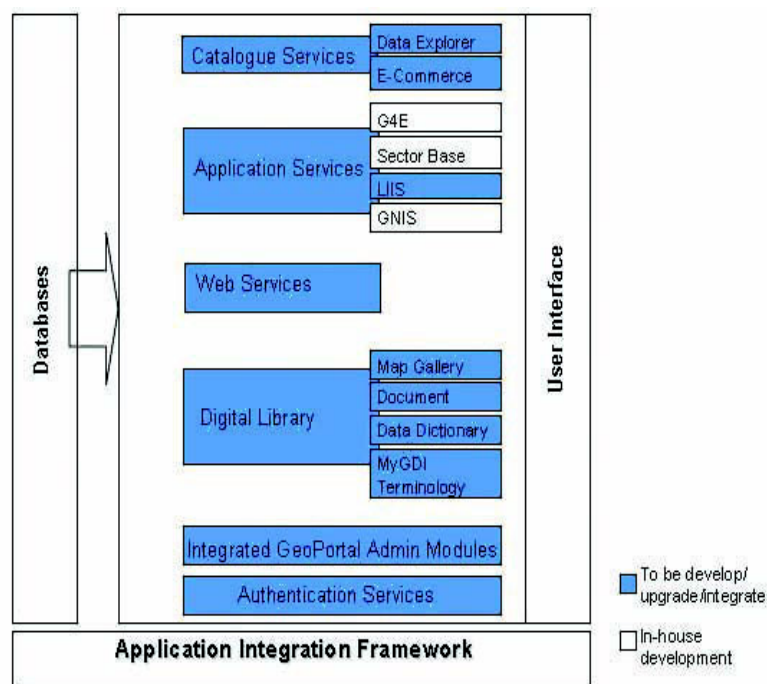 Databases
Catalogue Services
Data Explorer
E-Commerce
Application Services
G4E
Sector Base
LIIS
GNIS
Web Services
Digital Library
Map Gallery
Document
Data Dictionary
MyGDI
Terminology
Integrated GeoPortal Admin Modules
Authentication Services
User Interface
Application Integration Framework
To be develop/
upgrade/integrate
In-house
development